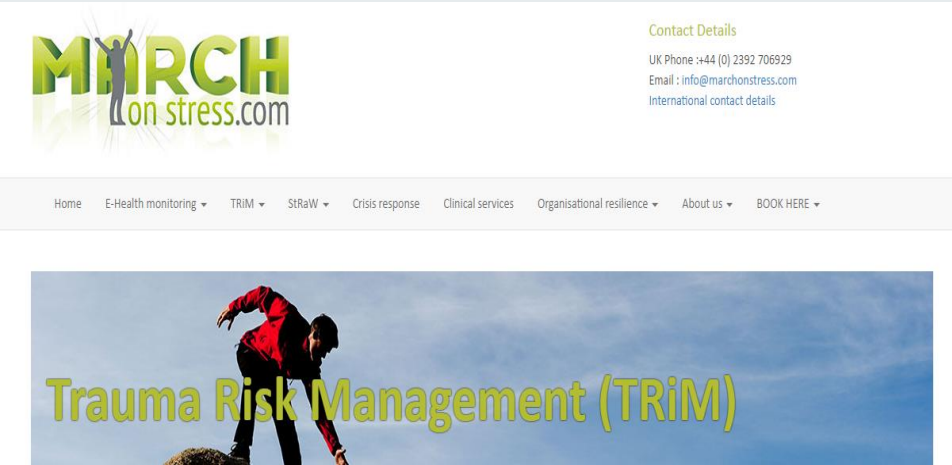 MARCH
on stress.com
Contact Details
UK Phone :+44 (0) 2392 706929
Email : info@marchonstress.com
International contact details
Home E-Health monitoring TRiM StRaW Crisis response Clinical services Organisational resilience About us BOOK HERE
Trauma Risk Management (TRiM)